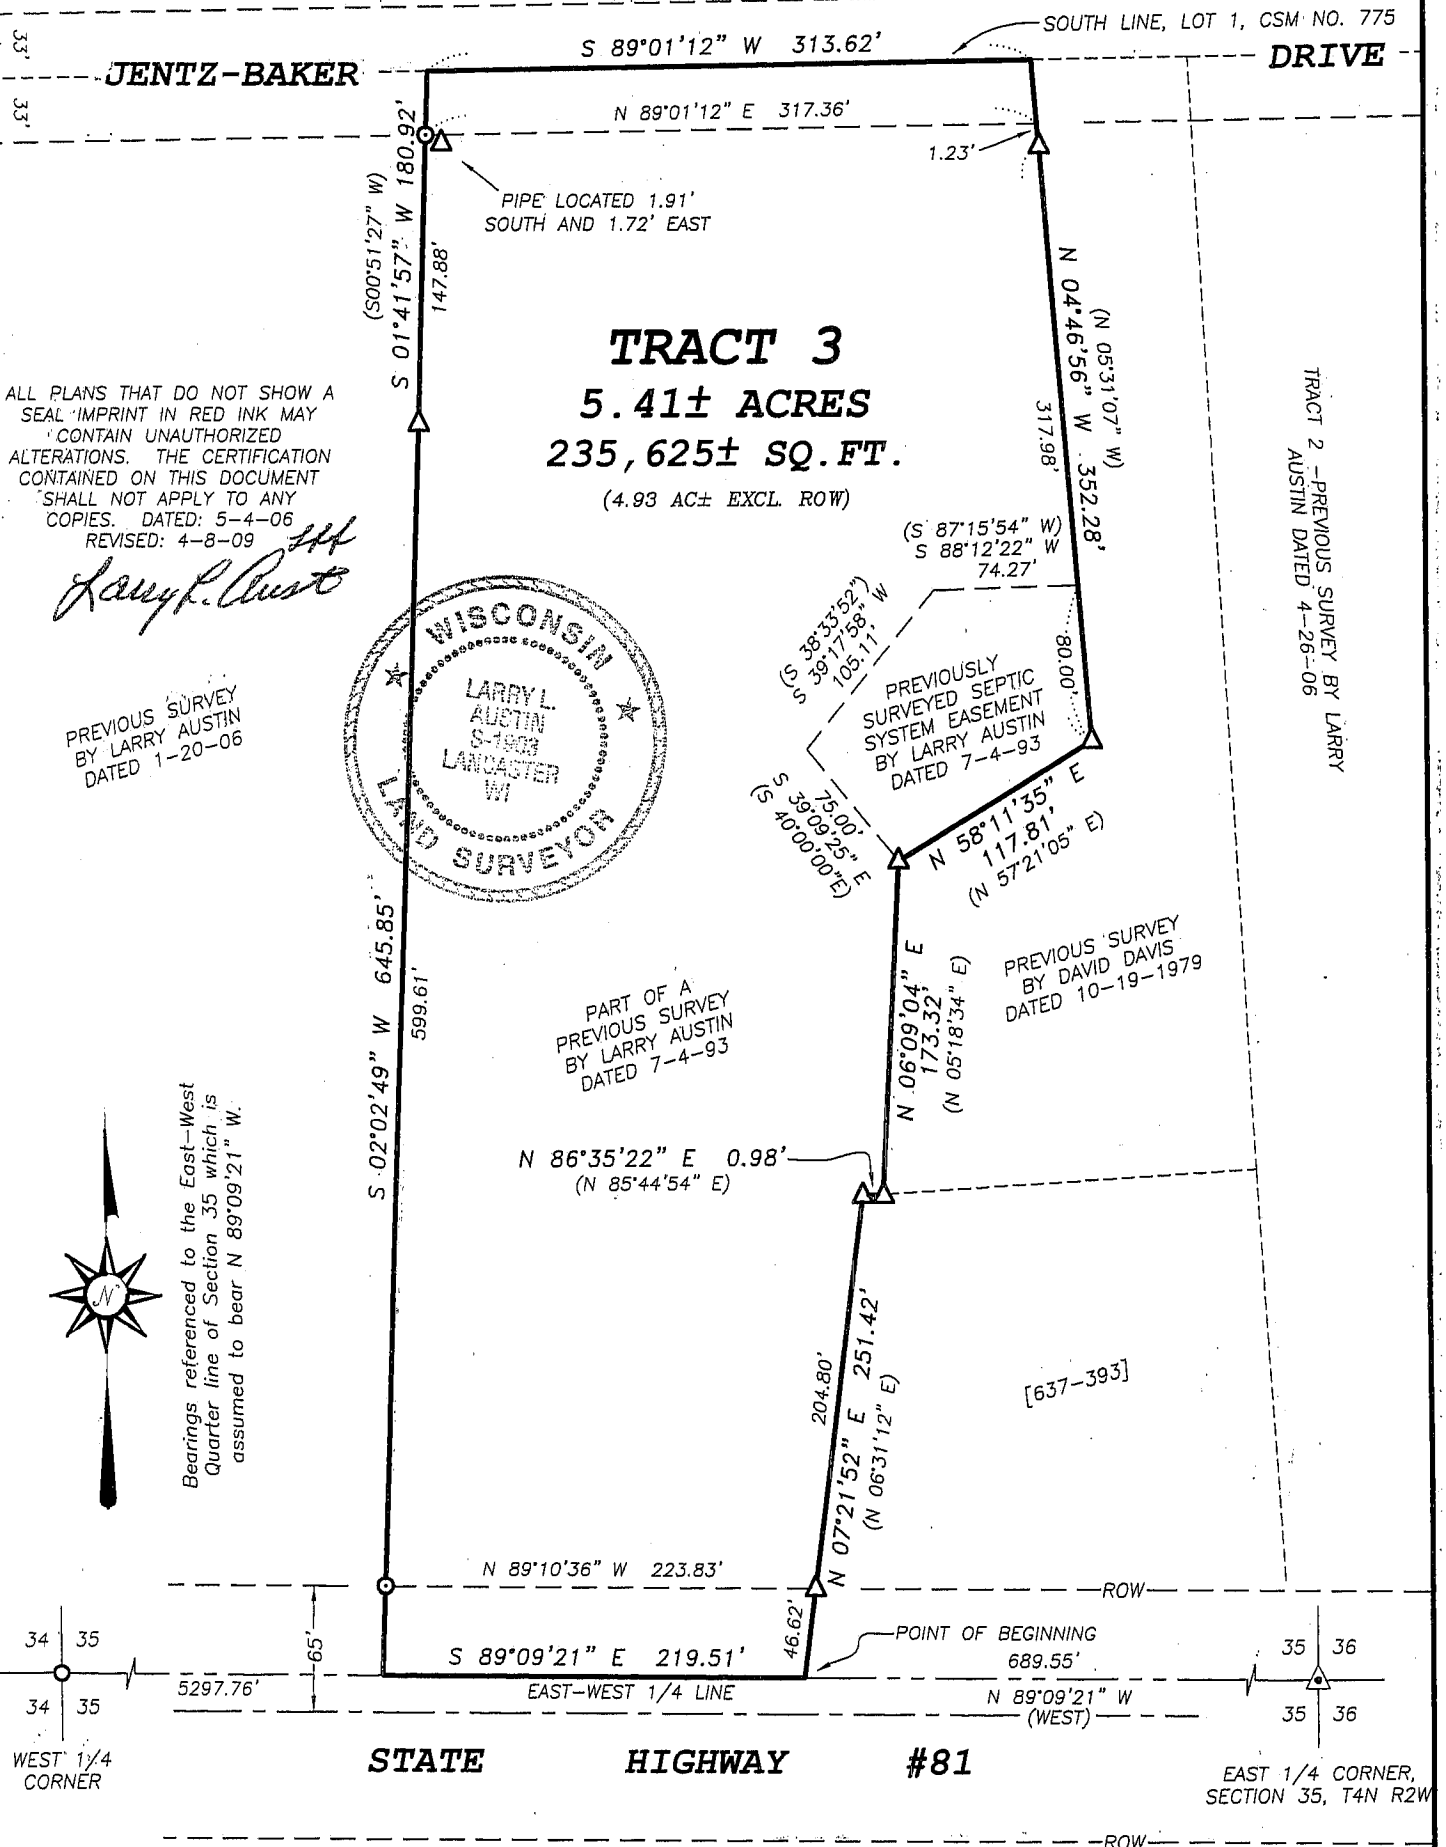 SOUTH LINE, LOT 1, CSM NO. 775
S 89°01'12" W 313.62'
33'
JENTZ-BAKER
DRIVE
33'
N 89°01'12" E 317.36'
1.23'
PIPE LOCATED 1.91'
SOUTH AND 1.72' EAST
(S00°51'27" W)
S 01°41'57" W 180.92'
147.88'
TRACT 3
5.41± ACRES
235,625± SQ.FT.
(4.93 AC± EXCL. ROW)
N 04°46'56" W 352.28'
(N 05°31'07" W)
317.98'
TRACT 2 - PREVIOUS SURVEY BY LARRY
AUSTIN DATED 4-26-06
ALL PLANS THAT DO NOT SHOW A
SEAL IMPRINT IN RED INK MAY
CONTAIN UNAUTHORIZED
ALTERATIONS. THE CERTIFICATION
CONTAINED ON THIS DOCUMENT
SHALL NOT APPLY TO ANY
COPIES. DATED: 5-4-06
REVISED: 4-8-09
Larry L. Aust
(S 87°15'54" W)
S 88°12'22" W
74.27'
(S 38°33'52")
S 39°17'58" W
105.11'
80.00'
PREVIOUSLY
SURVEYED SEPTIC
SYSTEM EASEMENT
BY LARRY AUSTIN
DATED 7-4-93
WISCONSIN
LARRY L.
AUSTIN
S-1903
LANCASTER
WI
LAND SURVEYOR
PREVIOUS SURVEY
BY LARRY AUSTIN
DATED 1-20-06
75.00'
S 39°09'25" E
(S 40°00'00"E)
N 58°11'35" E
117.81'
(N 57°21'05" E)
S 02°02'49" W 645.85'
599.61'
N 06°09'04" E
173.32'
(N 05°18'34" E)
PREVIOUS SURVEY
BY DAVID DAVIS
DATED 10-19-1979
PART OF A
PREVIOUS SURVEY
BY LARRY AUSTIN
DATED 7-4-93
N 86°35'22" E 0.98'
(N 85°44'54" E)
Bearings referenced to the East-West
Quarter line of Section 35 which is
assumed to bear N 89°09'21" W.
N
204.80'
N 07°21'52" E 251.42'
(N 06°31'12" E)
[637-393]
N 89°10'36" W 223.83'
ROW
65'
46.62'
POINT OF BEGINNING
34 35
S 89°09'21" E 219.51'
689.55'
35 36
5297.76'
EAST-WEST 1/4 LINE
N 89°09'21" W
(WEST)
34 35
35 36
WEST 1/4
CORNER
STATE HIGHWAY #81
EAST 1/4 CORNER,
SECTION 35, T4N R2W
ROW